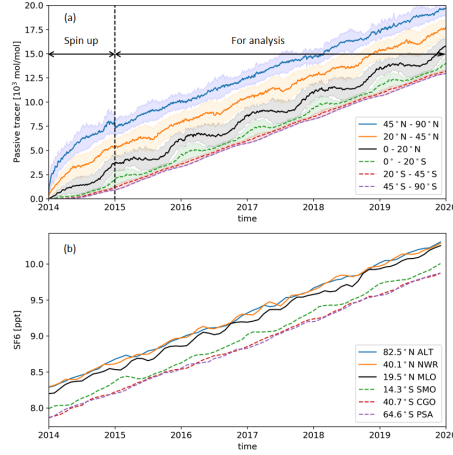 (a)
Spin up
For analysis
Passive tracer [10³ mol/mol]
20.0
17.5
15.0
12.5
10.0
7.5
5.0
2.5
0.0
45°N - 90°N
20°N - 45°N
0 - 20°N
0° - 20°S
20°S - 45°S
45°S - 90°S
2014 2015 2016 2017 2018 2019 2020
time
(b)
SF6 [ppt]
10.0
9.5
9.0
8.5
8.0
82.5°N ALT
40.1°N NWR
19.5°N MLO
14.3°S SMO
40.7°S CGO
64.6°S PSA
2014 2015 2016 2017 2018 2019 2020
time